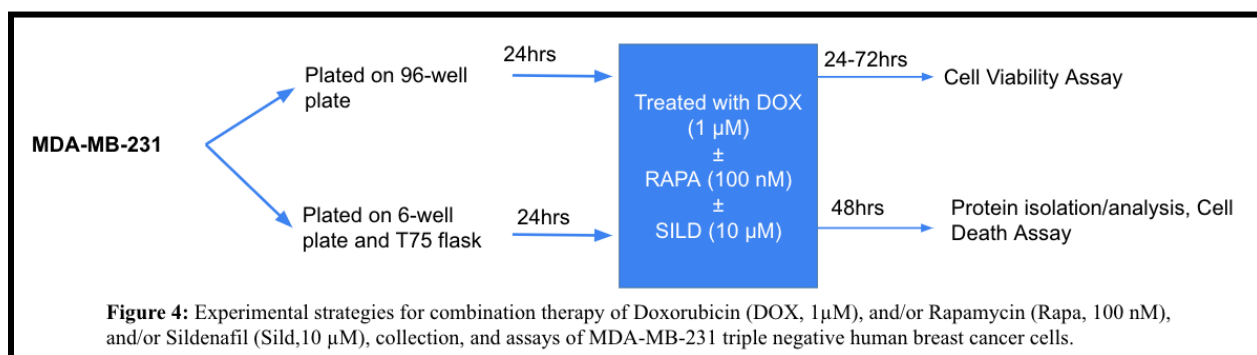 MDA-MB-231
Plated on 96-well
plate
24hrs
Plated on 6-well
plate and T75 flask
24hrs
Treated with DOX
(1 µM)
±
RAPA (100 nM)
±
SILD (10 µM)
24-72hrs
Cell Viability Assay
48hrs
Protein isolation/analysis, Cell
Death Assay
Figure 4: Experimental strategies for combination therapy of Doxorubicin (DOX, 1µM), and/or Rapamycin (Rapa, 100 nM),
and/or Sildenafil (Sild,10 µM), collection, and assays of MDA-MB-231 triple negative human breast cancer cells.